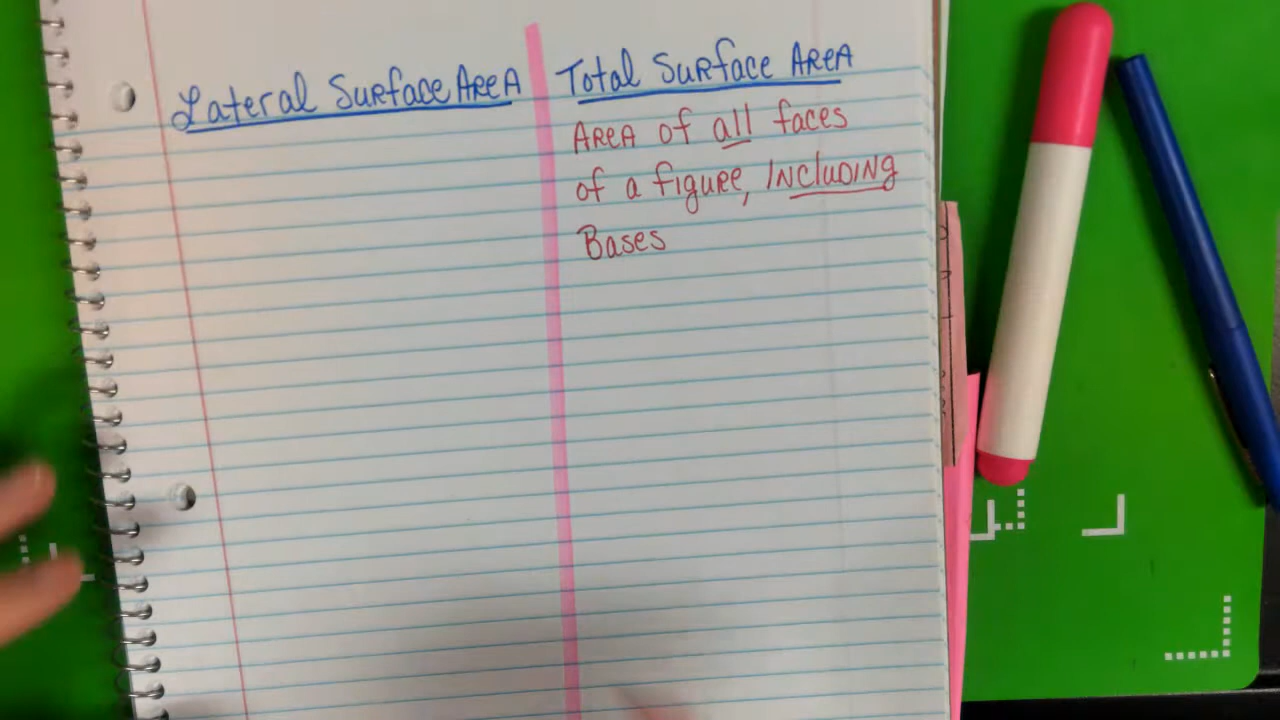 Lateral Surface Area
Total Surface Area
Area of all faces
of a figure, Including
Bases